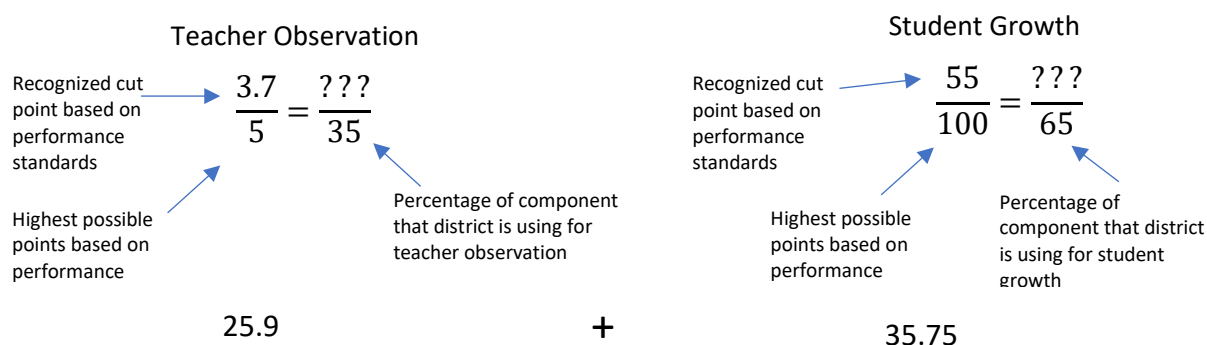 Teacher Observation
Recognized cut
point based on
performance
standards
3.7
5
=
???
35
Highest possible
points based on
performance
Percentage of component
that district is using for
teacher observation
Student Growth
Recognized cut
point based on
performance
standards
55
100
=
???
65
Highest possible
points based on
performance
Percentage of
component that district
is using for student
growth
25.9
+
35.75